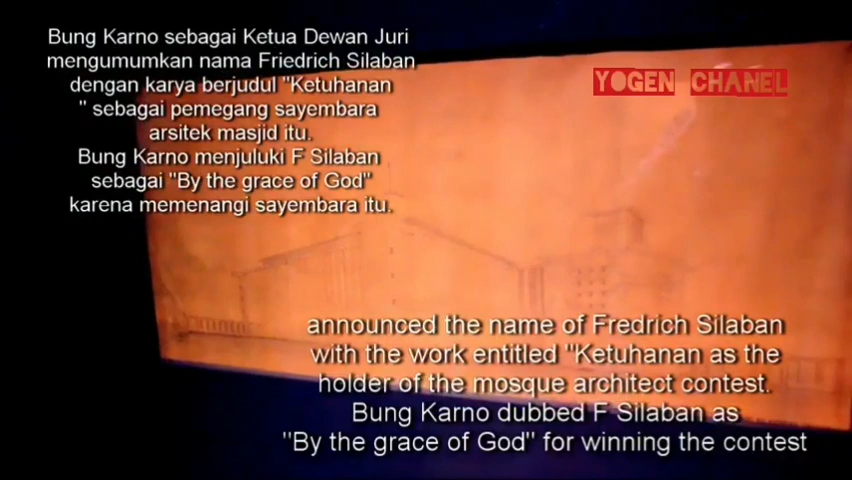 Bung Karno sebagai Ketua Dewan Juri
mengumumkan nama Friedrich Silaban
dengan karya berjudul "Ketuhanan
" sebagai pemegang sayembara
arsitek masjid itu.
Bung Karno menjuluki F Silaban
sebagai "By the grace of God"
karena memenangi sayembara itu.
YOGEN CHANEL
announced the name of Fredrich Silaban
with the work entitled "Ketuhanan as the
holder of the mosque architect contest.
Bung Karno dubbed F Silaban as
"By the grace of God" for winning the contest